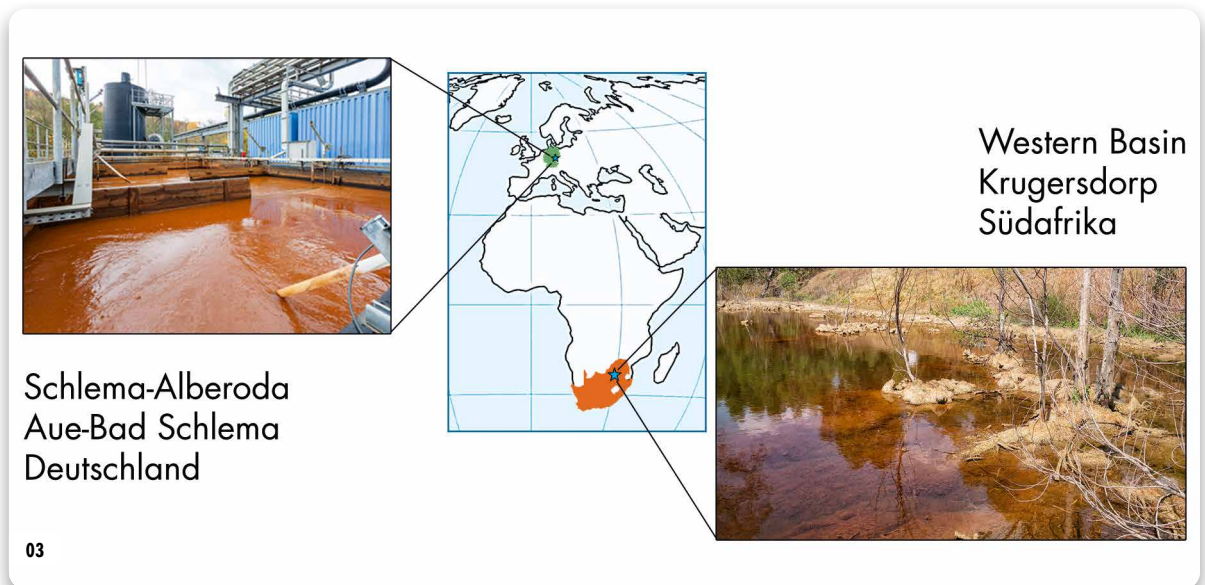 Western Basin
Krugersdorp
Südafrika
Schlema-Alberoda
Aue-Bad Schlema
Deutschland
03